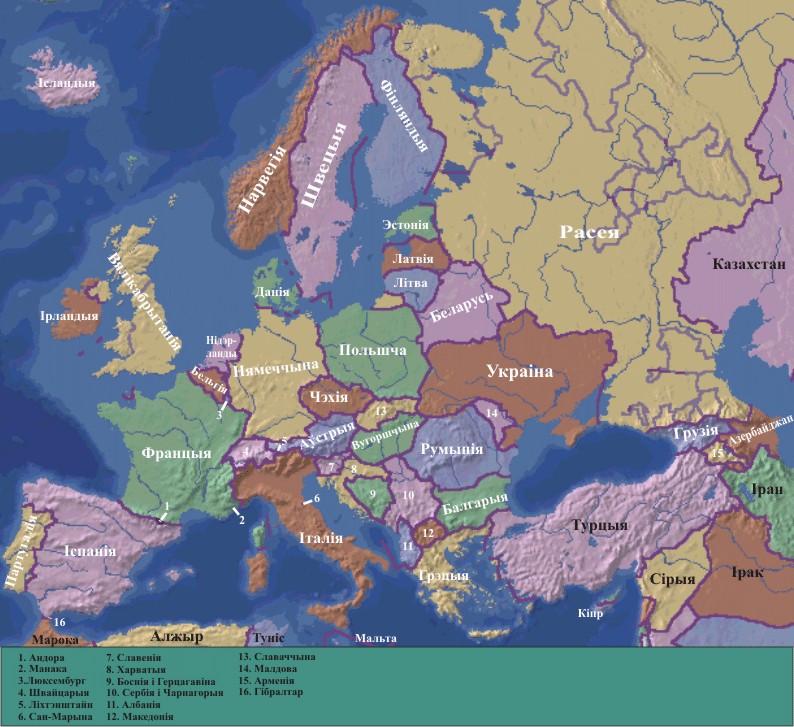 Ісландыя
Нарвегія
Швецыя
Фінляндыя
Эстонія
Латвія
Літва
Расся
Казахстан
Беларусь
Данія
Вялікабрытанія
Ірландыя
Нідэр-
ланды
Бельгія
3
Нямеччына
Польшча
Чэхія
Украіна
13
14
5
Аўстрыя
Вугоршчына
Румынія
Францыя
4
7
8
9
10
11
12
Балгарыя
Грузія
Азербайджан
15
Іран
1
2
6
Італія
Партугалія
Іспанія
Грэцыя
Турцыя
Сірыя
Ірак
Кіпр
16
Марока
Алжыр
Туніс
Мальта
1. Андора
2. Манака
3.Люксембург
4. Швайцарыя
5. Ліхтэнштайн
6. Сан-Марына
7. Славенія
8. Харватыя
9. Боснія і Герцагавіна
10. Сербія і Чарнагорыя
11. Албанія
12. Македонія
13. Славаччына
14. Малдова
15. Арменія
16. Гібралтар